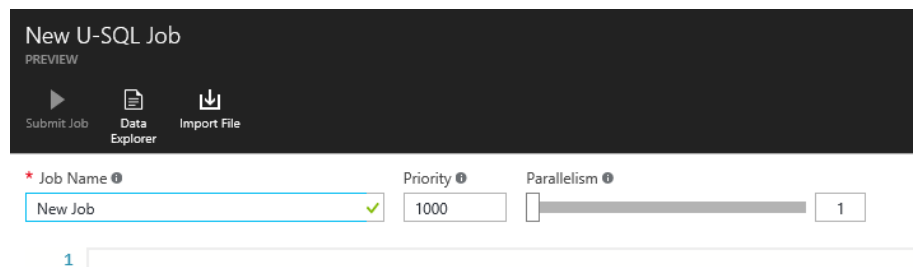 New U-SQL Job
PREVIEW
Submit Job
Data
Explorer
Import File
* Job Name
Priority
Parallelism
New Job
1000
1
1